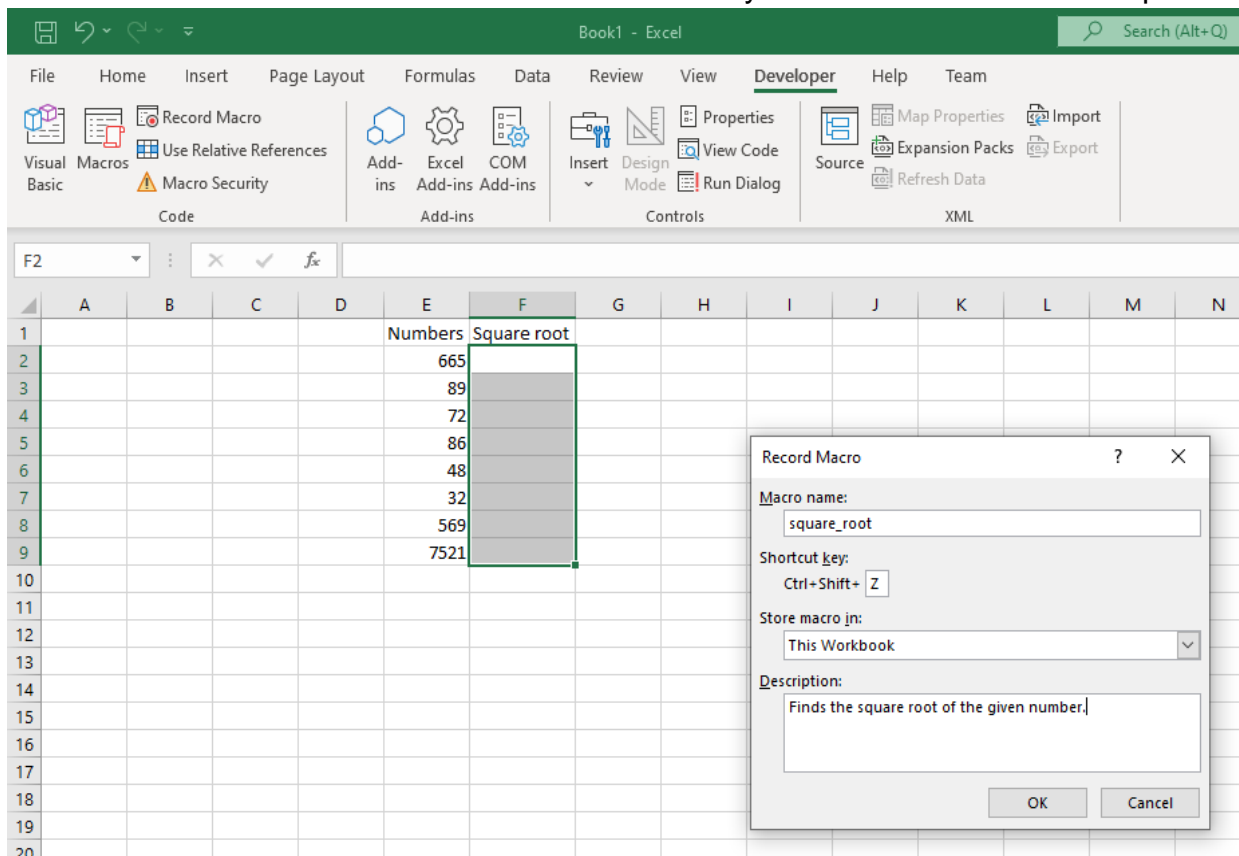 Book1 - Excel
Search (Alt+Q)
File Home Insert Page Layout Formulas Data Review View Developer Help Team
Visual Basic
Macros
Record Macro
Use Relative References
Macro Security
Code
Add-ins
Excel Add-ins
COM Add-ins
Add-ins
Insert
Design Mode
Properties
View Code
Run Dialog
Controls
Source
Map Properties
Expansion Packs
Refresh Data
Import
Export
XML
F2
fx
A B C D E F G H I J K L M N
1 Numbers Square root
2 665
3 89
4 72
5 86
6 48
7 32
8 569
9 7521
10
11
12
13
14
15
16
17
18
19
20
Record Macro ? X
Macro name:
square_root
Shortcut key:
Ctrl+Shift+ Z
Store macro in:
This Workbook
Description:
Finds the square root of the given number.
OK Cancel